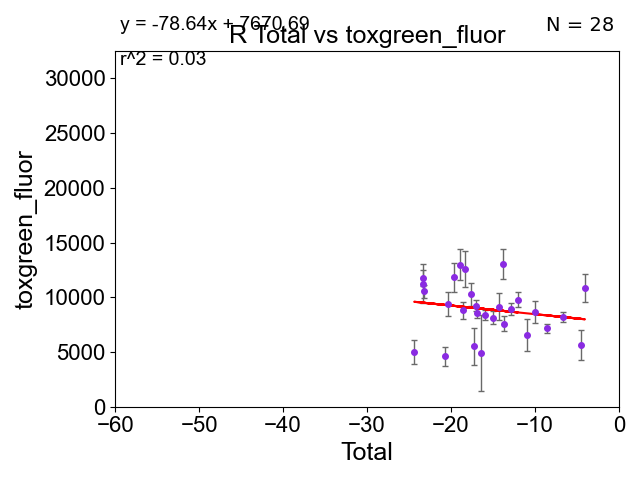 y = -78.64x + 7670.69
N = 28
R Total vs toxgreen_fluor
r^2 = 0.03
30000
25000
20000
15000
10000
5000
0
toxgreen_fluor
−60 −50 −40 −30 −20 −10 0
Total